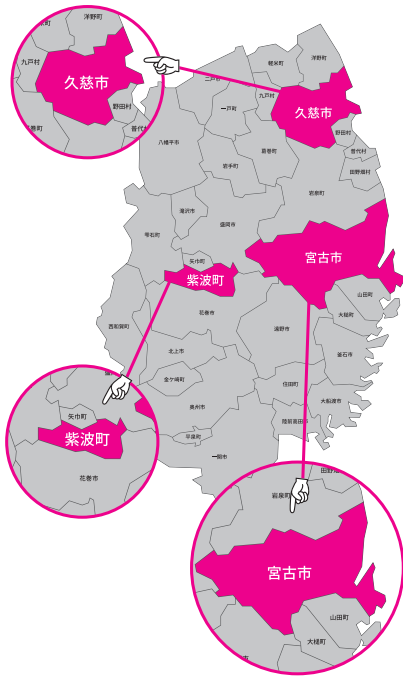 洋野町
九戸村
久慈市
野田村
普代村
洋野町
軽米町
二戸市
九戸村
一戸町
久慈市
野田村
八幡平市
葛巻町
普代村
岩手町
田野畑村
岩泉町
滝沢市
盛岡市
雫石町
宮古市
矢巾町
紫波町
山田町
花巻市
大槌町
西和賀町
遠野市
北上市
釜石市
金ケ崎町
住田町
奥州市
大船渡市
陸前高田市
平泉町
一関市
矢巾町
紫波町
花巻市
岩泉町
宮古市
山田町
大槌町
市